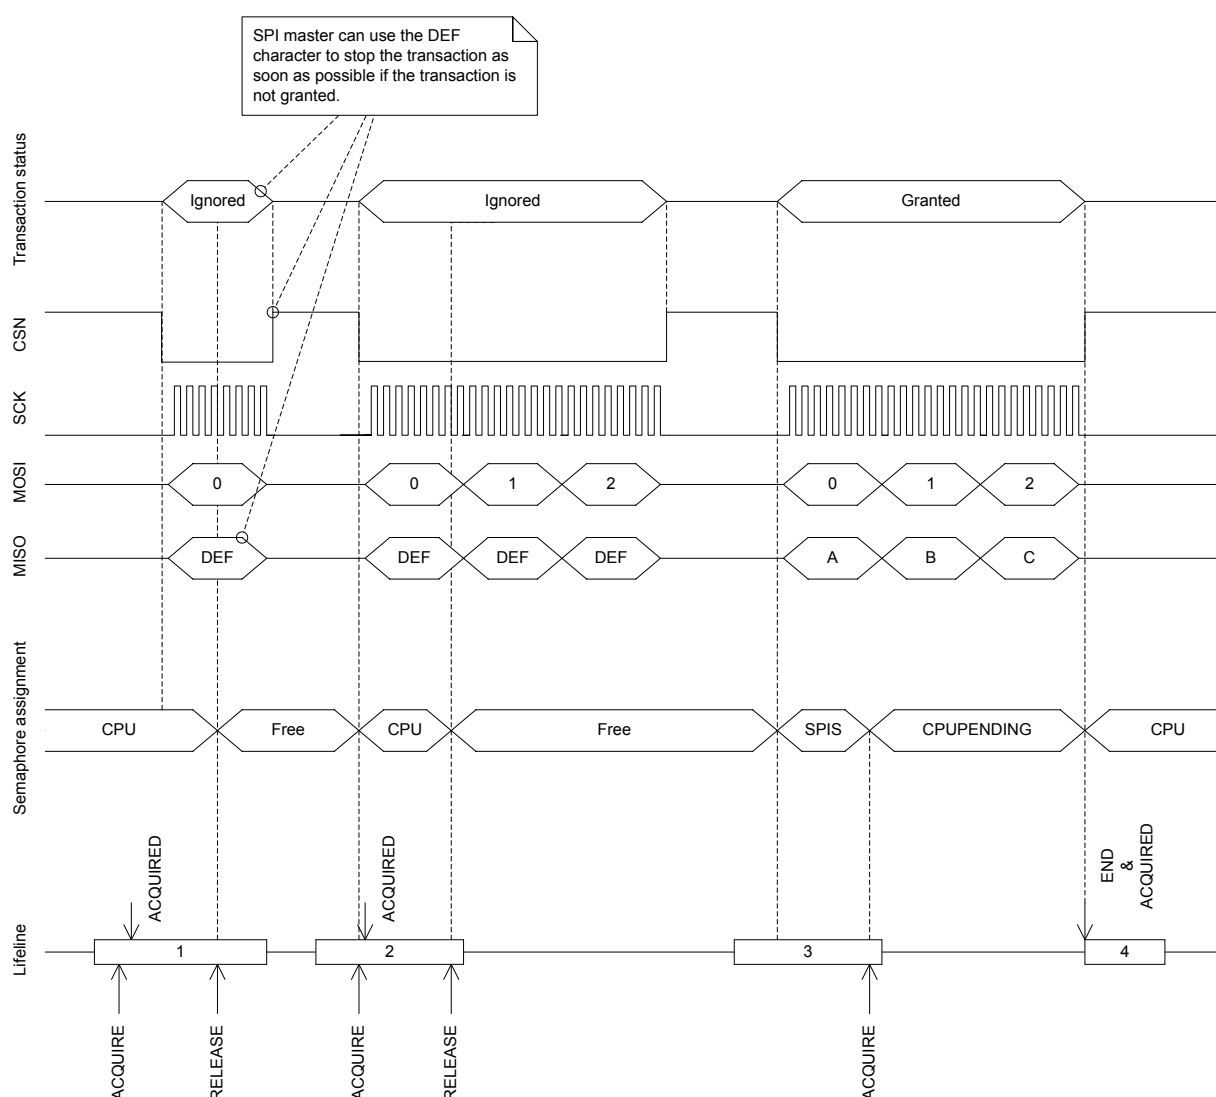 SPI master can use the DEF
character to stop the transaction as
soon as possible if the transaction is
not granted.
Transaction status
Ignored
Ignored
Granted
CSN
SCK
MOSI
0
0
1
2
0
1
2
MISO
DEF
DEF
DEF
DEF
A
B
C
Semaphore assignment
CPU
Free
CPU
Free
SPIS
CPUPENDING
CPU
ACQUIRED
ACQUIRED
END
&
ACQUIRED
Lifeline
1
2
3
4
ACQUIRE
RELEASE
ACQUIRE
RELEASE
ACQUIRE